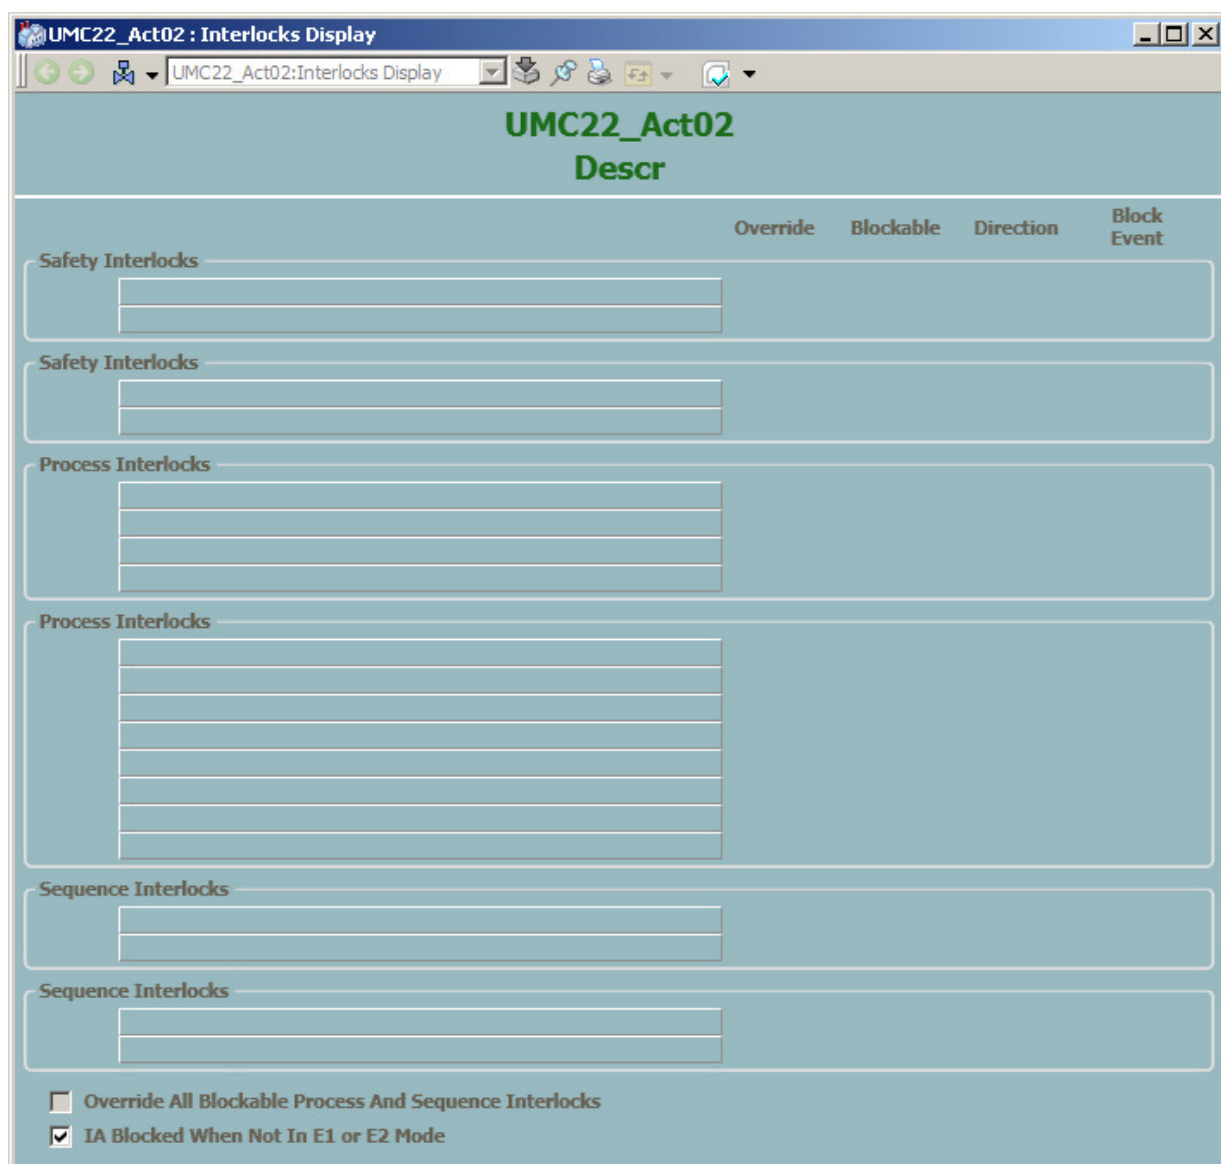 UMC22_Act02 : Interlocks Display
UMC22_Act02:Interlocks Display
UMC22_Act02
Descr
Override Blockable Direction Block Event
Safety Interlocks
Safety Interlocks
Process Interlocks
Process Interlocks
Sequence Interlocks
Sequence Interlocks
Override All Blockable Process And Sequence Interlocks
IA Blocked When Not In E1 or E2 Mode